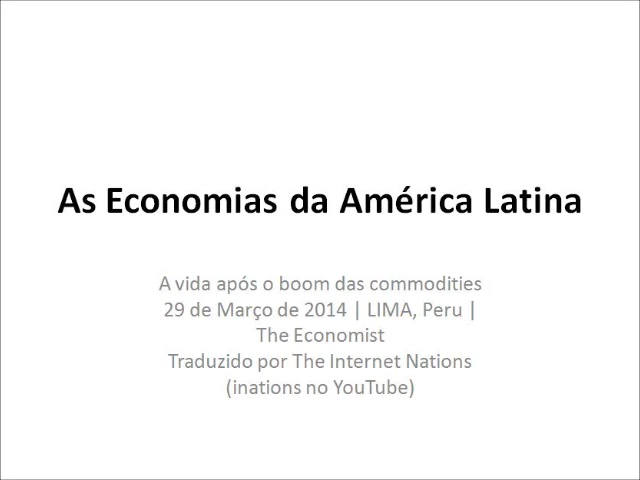 As Economias da América Latina
A vida após o boom das commodities
29 de Março de 2014 | LIMA, Peru |
The Economist
Traduzido por The Internet Nations
(inations no YouTube)